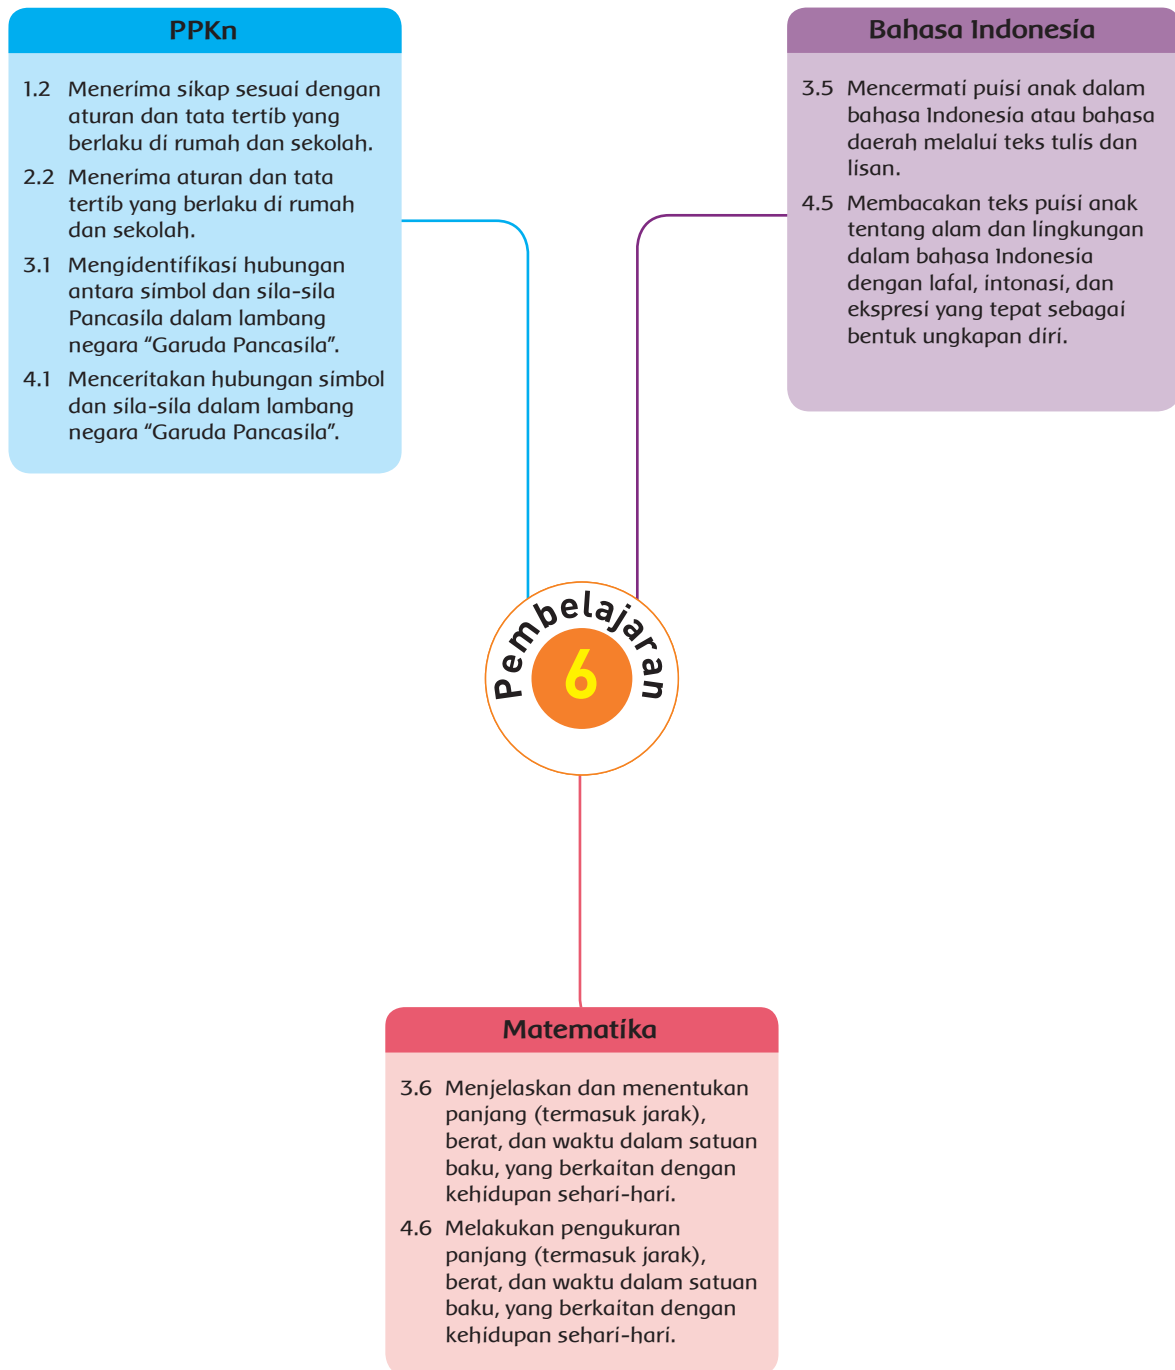 PPKn
1.2 Menerima sikap sesuai dengan
aturan dan tata tertib yang
berlaku di rumah dan sekolah.
2.2 Menerima aturan dan tata
tertib yang berlaku di rumah
dan sekolah.
3.1 Mengidentifikasi hubungan
antara simbol dan sila-sila
Pancasila dalam lambang
negara “Garuda Pancasila”.
4.1 Menceritakan hubungan simbol
dan sila-sila dalam lambang
negara “Garuda Pancasila”.
Bahasa Indonesia
3.5 Mencermati puisi anak dalam
bahasa Indonesia atau bahasa
daerah melalui teks tulis dan
lisan.
4.5 Membacakan teks puisi anak
tentang alam dan lingkungan
dalam bahasa Indonesia
dengan lafal, intonasi, dan
ekspresi yang tepat sebagai
bentuk ungkapan diri.
Pembelajaran
6
Matematika
3.6 Menjelaskan dan menentukan
panjang (termasuk jarak),
berat, dan waktu dalam satuan
baku, yang berkaitan dengan
kehidupan sehari-hari.
4.6 Melakukan pengukuran
panjang (termasuk jarak),
berat, dan waktu dalam satuan
baku, yang berkaitan dengan
kehidupan sehari-hari.